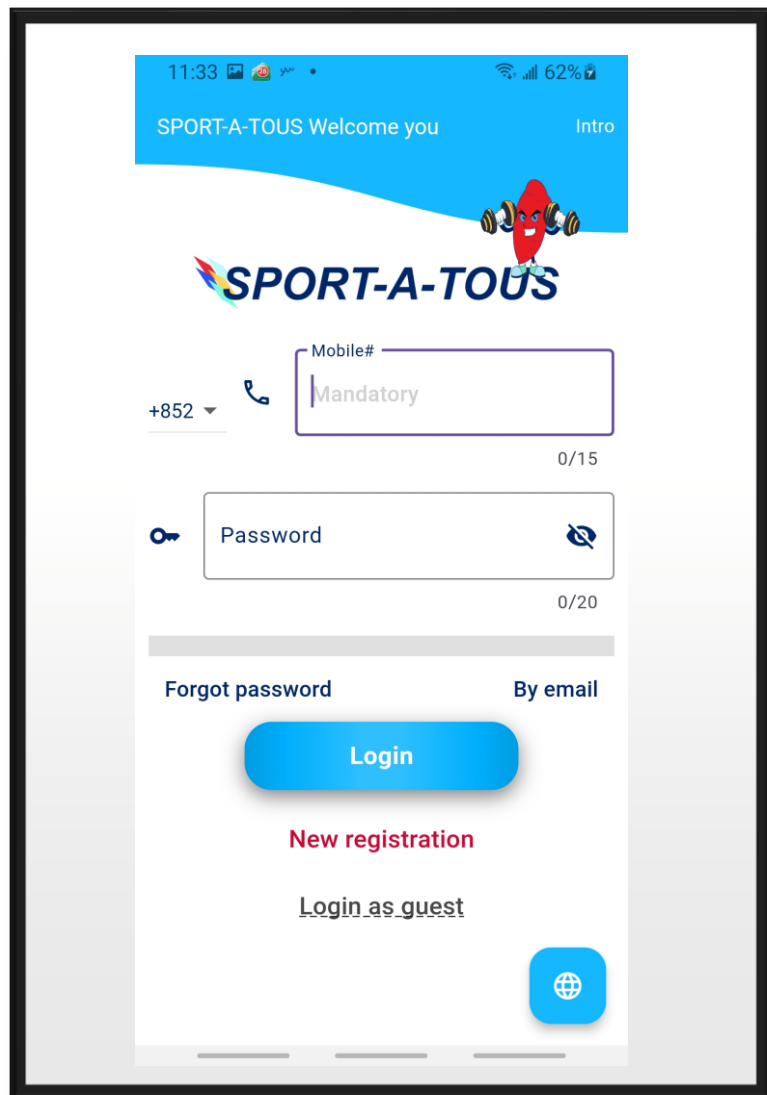 11:33
62%
SPORT-A-TOUS Welcome you
Intro
SPORT-A-TOUS
Mobile#
+852
Mandatory
0/15
Password
0/20
Forgot password
By email
Login
New registration
Login as guest